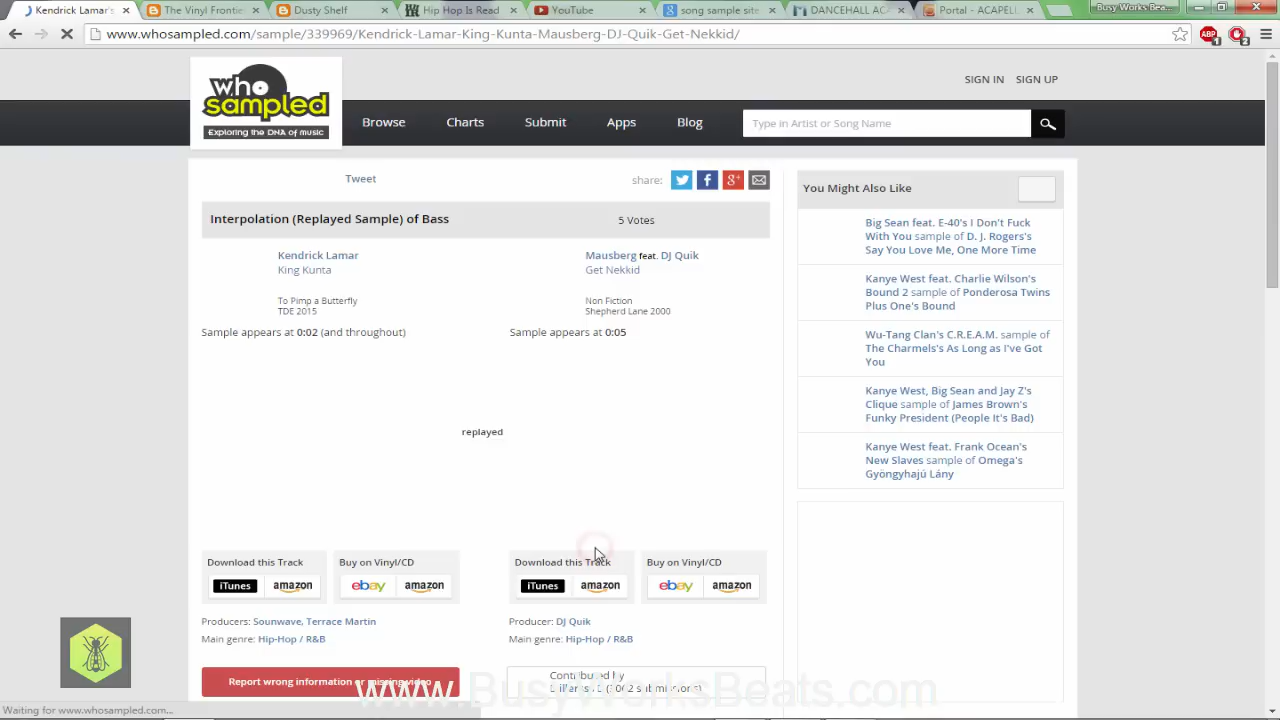 Kendrick Lamar's
The Vinyl Frontie
Dusty Shelf
Hip Hop Is Read
YouTube
song sample site
DANCEHALL ACA
Portal - ACAPELL
Busy Works Bea...
www.whosampled.com/sample/339969/Kendrick-Lamar-King-Kunta-Mausberg-DJ-Quik-Get-Nekkid/
ABP
1
2
who
sampled
Exploring the DNA of music
SIGN IN SIGN UP
Browse Charts Submit Apps Blog
Type in Artist or Song Name
Tweet
share:
Interpolation (Replayed Sample) of Bass
5 Votes
Kendrick Lamar
King Kunta
To Pimp a Butterfly
TDE 2015
Sample appears at 0:02 (and throughout)
Mausberg feat. DJ Quik
Get Nekkid
Non Fiction
Shepherd Lane 2000
Sample appears at 0:05
replayed
Download this Track
iTunes amazon
Buy on Vinyl/CD
ebay amazon
Download this Track
iTunes amazon
Buy on Vinyl/CD
ebay amazon
Producers: Sounwave, Terrace Martin
Main genre: Hip-Hop / R&B
Producer: DJ Quik
Main genre: Hip-Hop / R&B
Report wrong information or missing video
Contributed by
submissions)
You Might Also Like
Big Sean feat. E-40's I Don't Fuck
With You sample of D. J. Rogers's
Say You Love Me, One More Time
Kanye West feat. Charlie Wilson's
Bound 2 sample of Ponderosa Twins
Plus One's Bound
Wu-Tang Clan's C.R.E.A.M. sample of
The Charmels's As Long as I've Got
You
Kanye West, Big Sean and Jay Z's
Clique sample of James Brown's
Funky President (People It's Bad)
Kanye West feat. Frank Ocean's
New Slaves sample of Omega's
Gyöngyhajú Lány
www.BusyWorksBeats.com
Waiting for www.whosampled.com...